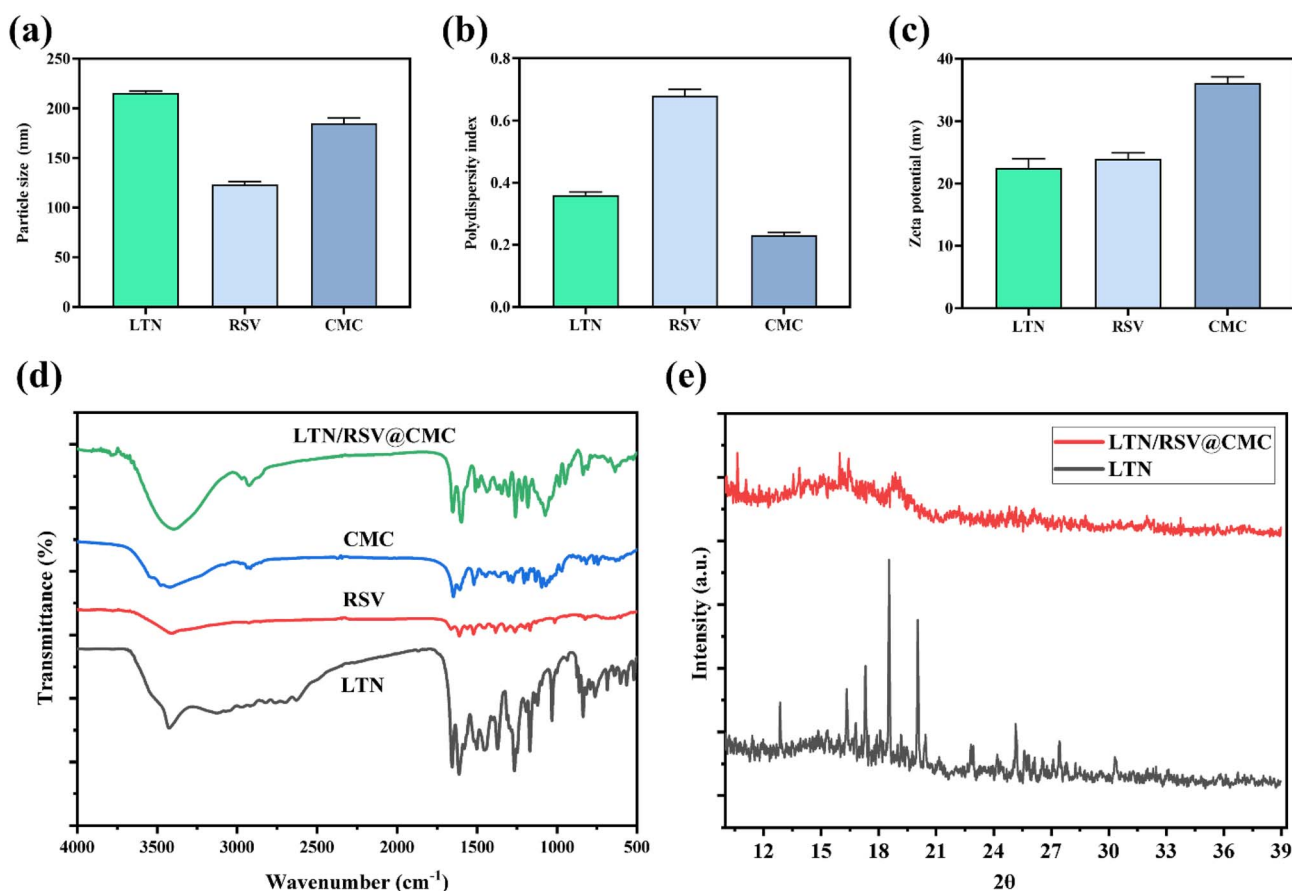 (a)
250
200
150
100
50
0
Particle size (nm)
LTN RSV CMC
(b)
0.8
0.6
0.4
0.2
0.0
Polydispersity index
LTN RSV CMC
(c)
40
30
20
10
0
Zeta potential (mv)
LTN RSV CMC
(d)
LTN/RSV@CMC
CMC
RSV
LTN
Transmittance (%)
4000 3500 3000 2500 2000 1500 1000 500
Wavenumber (cm-1)
(e)
LTN/RSV@CMC
LTN
Intensity (a.u.)
12 15 18 21 24 27 30 33 36 39
2θ